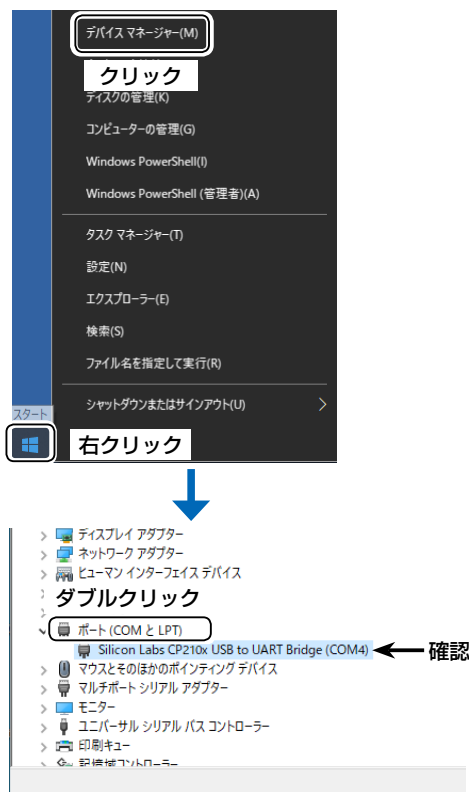 デバイス マネージャー(M)
クリック
ディスクの管理(K)
コンピューターの管理(G)
Windows PowerShell(I)
Windows PowerShell (管理者)(A)
タスク マネージャー(T)
設定(N)
エクスプローラー(E)
検索(S)
ファイル名を指定して実行(R)
シャットダウンまたはサインアウト(U)
スタート
右クリック
ディスプレイ アダプター
ネットワーク アダプター
ヒューマン インターフェイス デバイス
ダブルクリック
ポート (COM と LPT)
Silicon Labs CP210x USB to UART Bridge (COM4)
確認
マウスとそのほかのポインティング デバイス
マルチポート シリアル アダプター
モニター
ユニバーサル シリアル バス コントローラー
印刷キュー
記憶域コントローラー